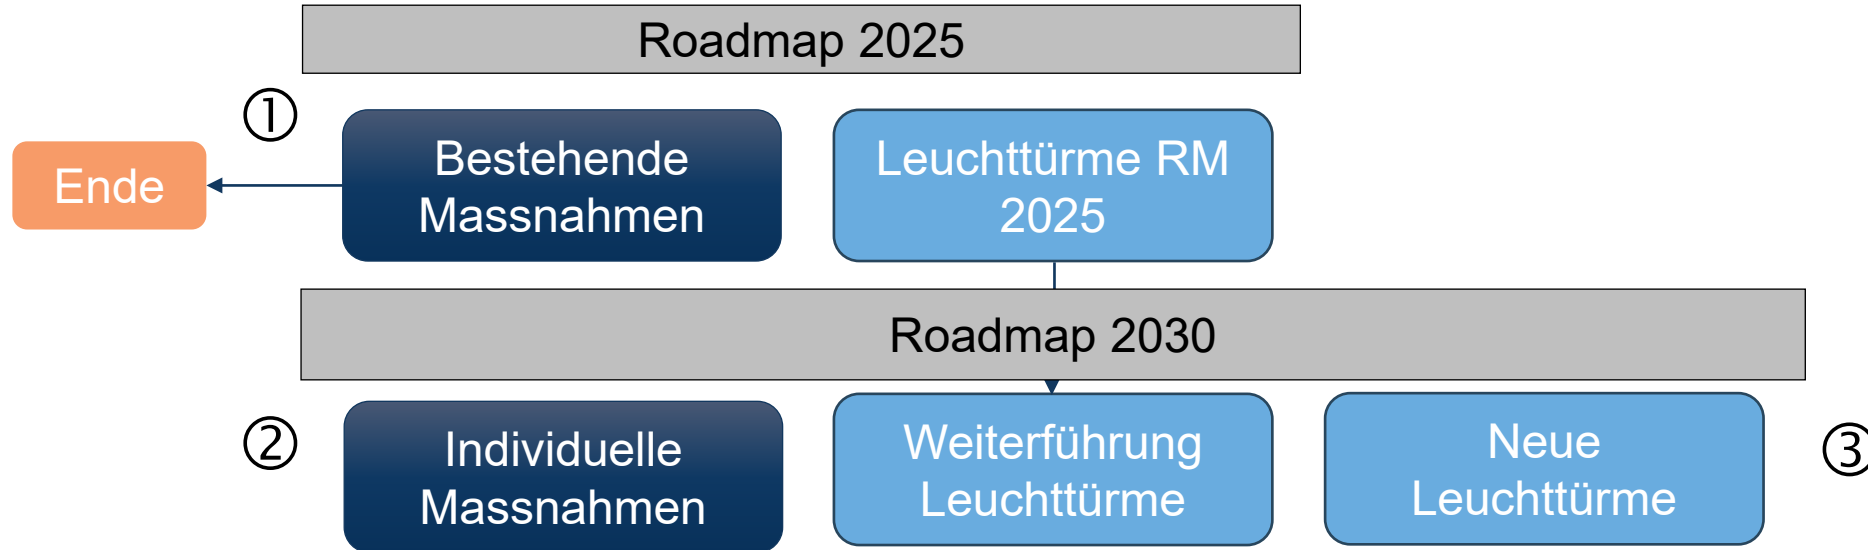 Roadmap 2025
①
Ende
Bestehende
Massnahmen
Leuchttürme RM
2025
Roadmap 2030
②
Individuelle
Massnahmen
Weiterführung
Leuchttürme
Neue
Leuchttürme
③